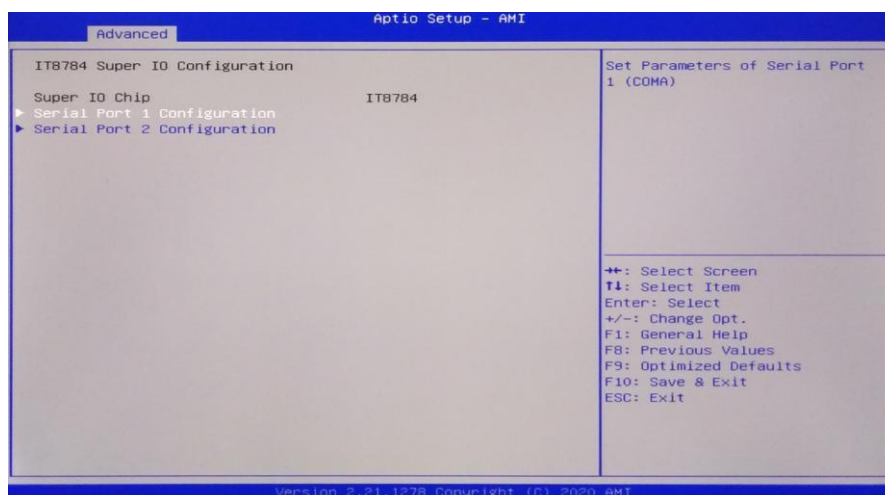 Aptio Setup - AMI
Advanced
IT8784 Super IO Configuration
Super IO Chip IT8784
▶ Serial Port 1 Configuration
▶ Serial Port 2 Configuration
Set Parameters of Serial Port
1 (COMA)
→←: Select Screen
↑↓: Select Item
Enter: Select
+/-: Change Opt.
F1: General Help
F8: Previous Values
F9: Optimized Defaults
F10: Save & Exit
ESC: Exit
Version 2.21.1278 Copyright (C) 2020 AMI